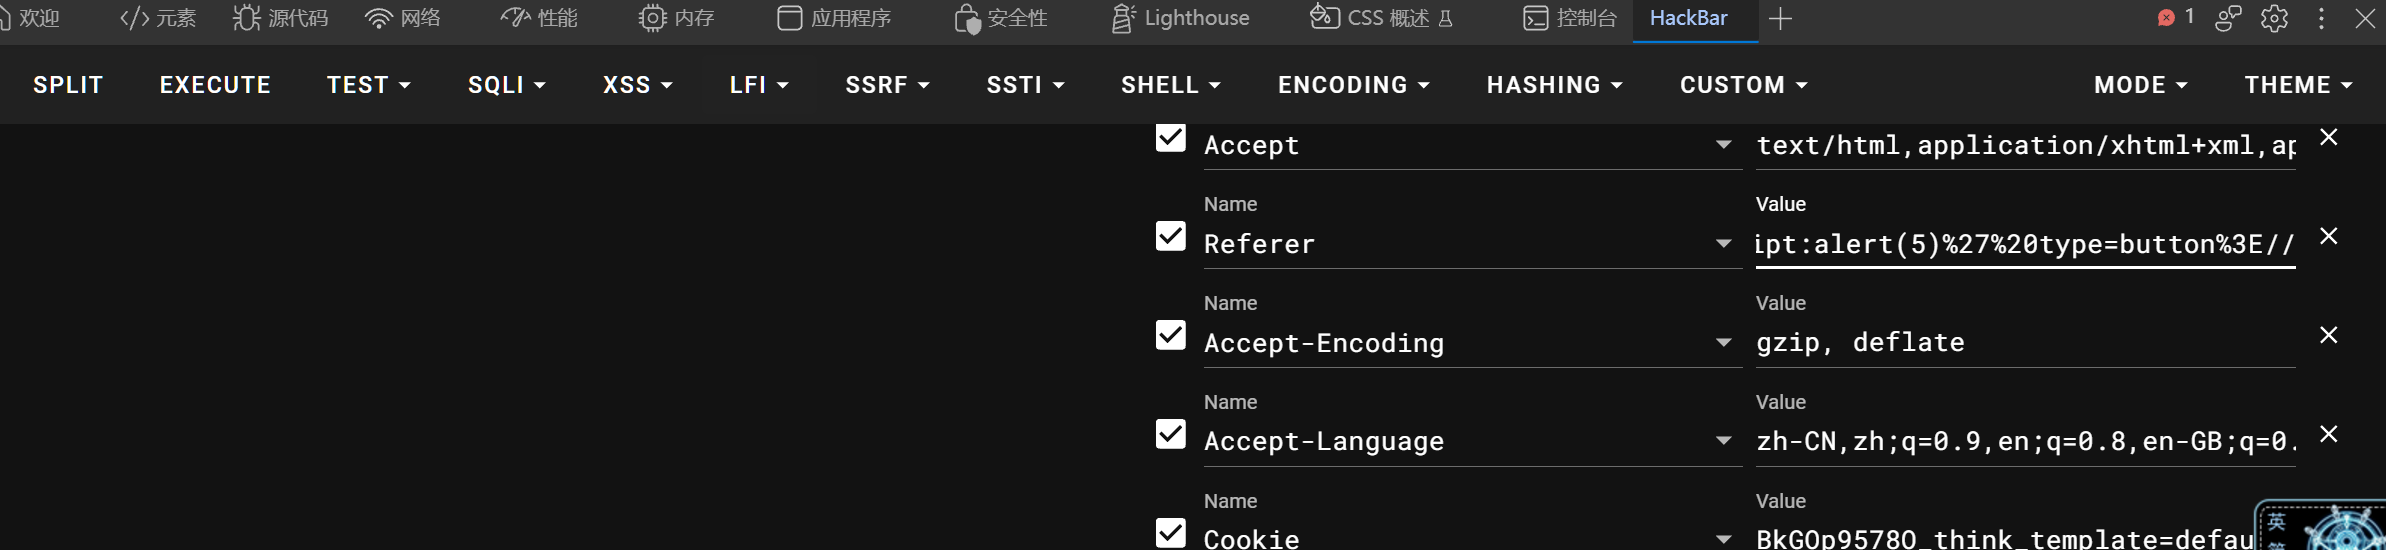 欢迎 元素 源代码 网络 性能 内存 应用程序 安全性 Lighthouse CSS 概述 控制台 HackBar 1
SPLIT EXECUTE TEST SQLI XSS LFI SSRF SSTI SHELL ENCODING HASHING CUSTOM MODE THEME
Accept text/html,application/xhtml+xml,ap
Name Value
Referer ipt:alert(5)%27%20type=button%3E//
Name Value
Accept-Encoding gzip, deflate
Name Value
Accept-Language zh-CN,zh;q=0.9,en;q=0.8,en-GB;q=0.
Name Value
Cookie BkGOp9578O_think_template=defau
英